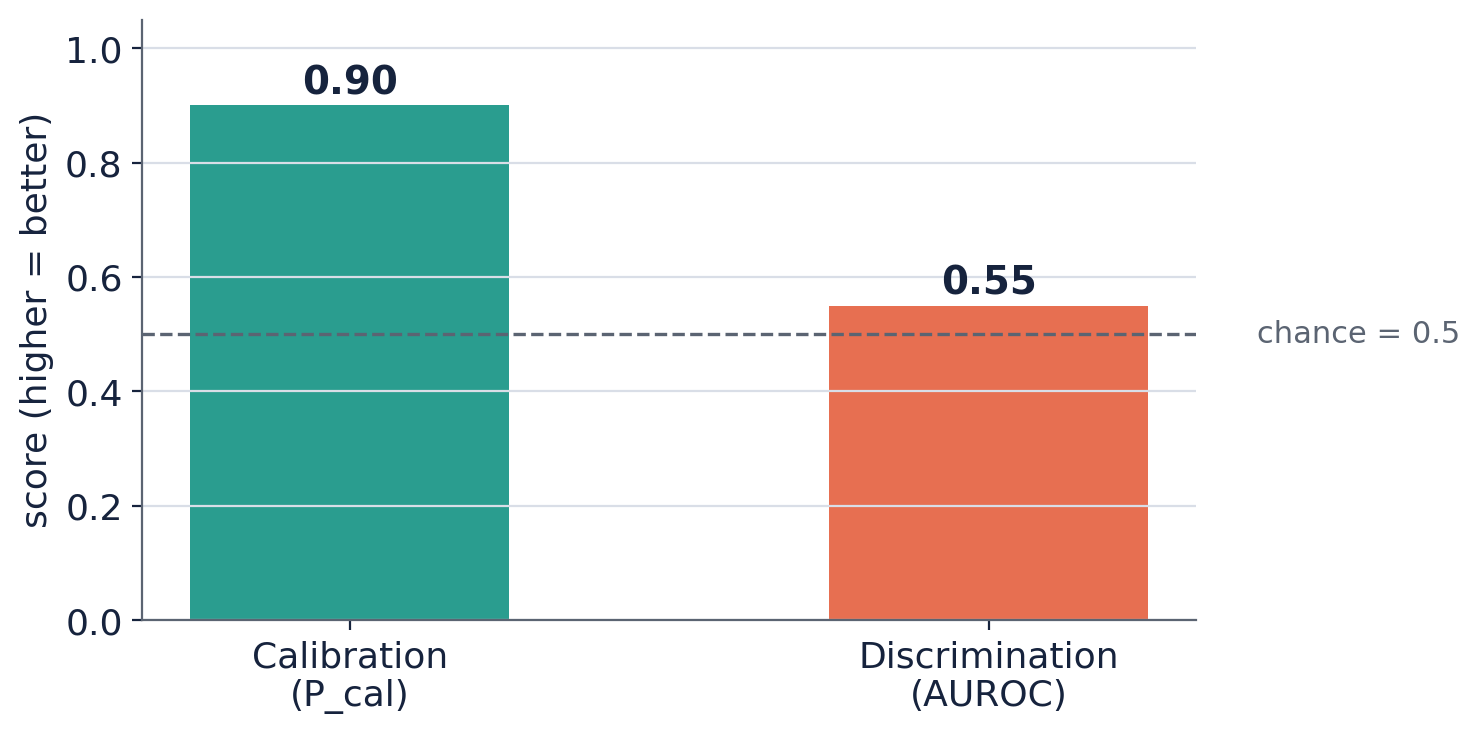 score (higher = better)
1.0
0.8
0.6
0.4
0.2
0.0
0.90
0.55
chance = 0.5
Calibration
(P_cal)
Discrimination
(AUROC)